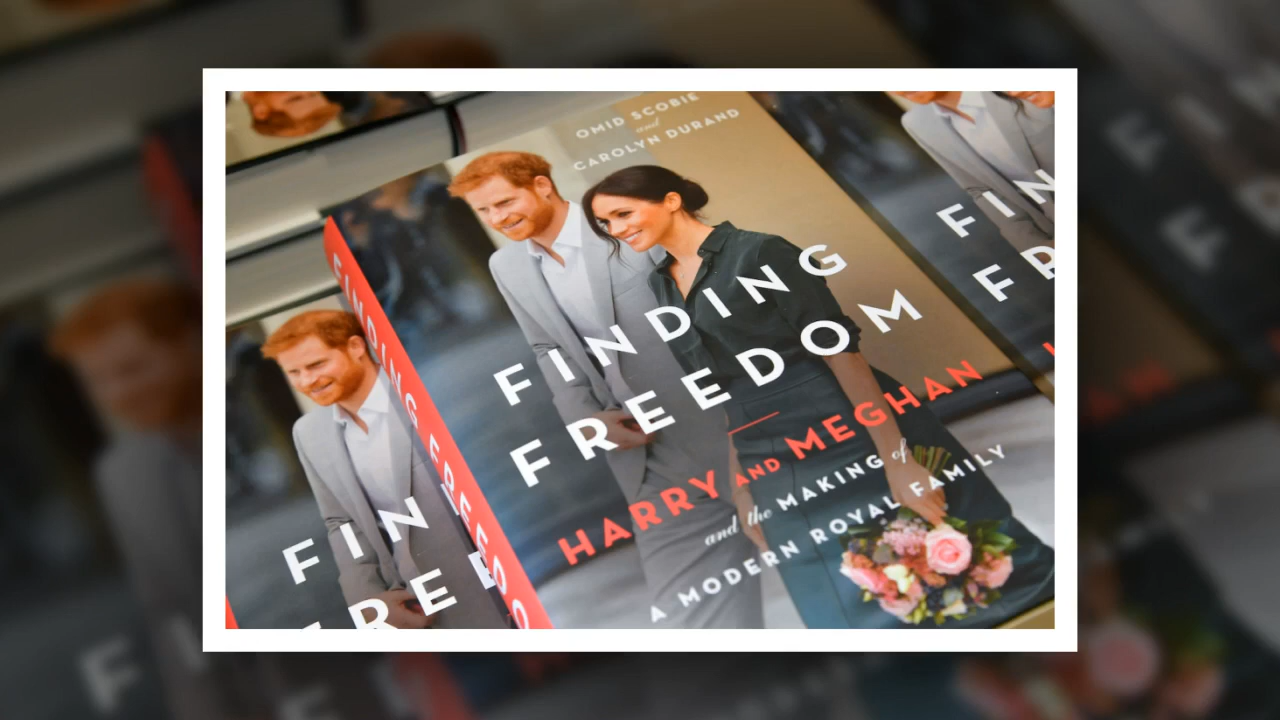 OMID SCOBIE
and
CAROLYN DURAND
FINDING
FREEDOM
HARRY AND MEGHAN
and the MAKING of
A MODERN ROYAL FAMILY
FINDING FREEDO
FIN
FRE
FIN
FR